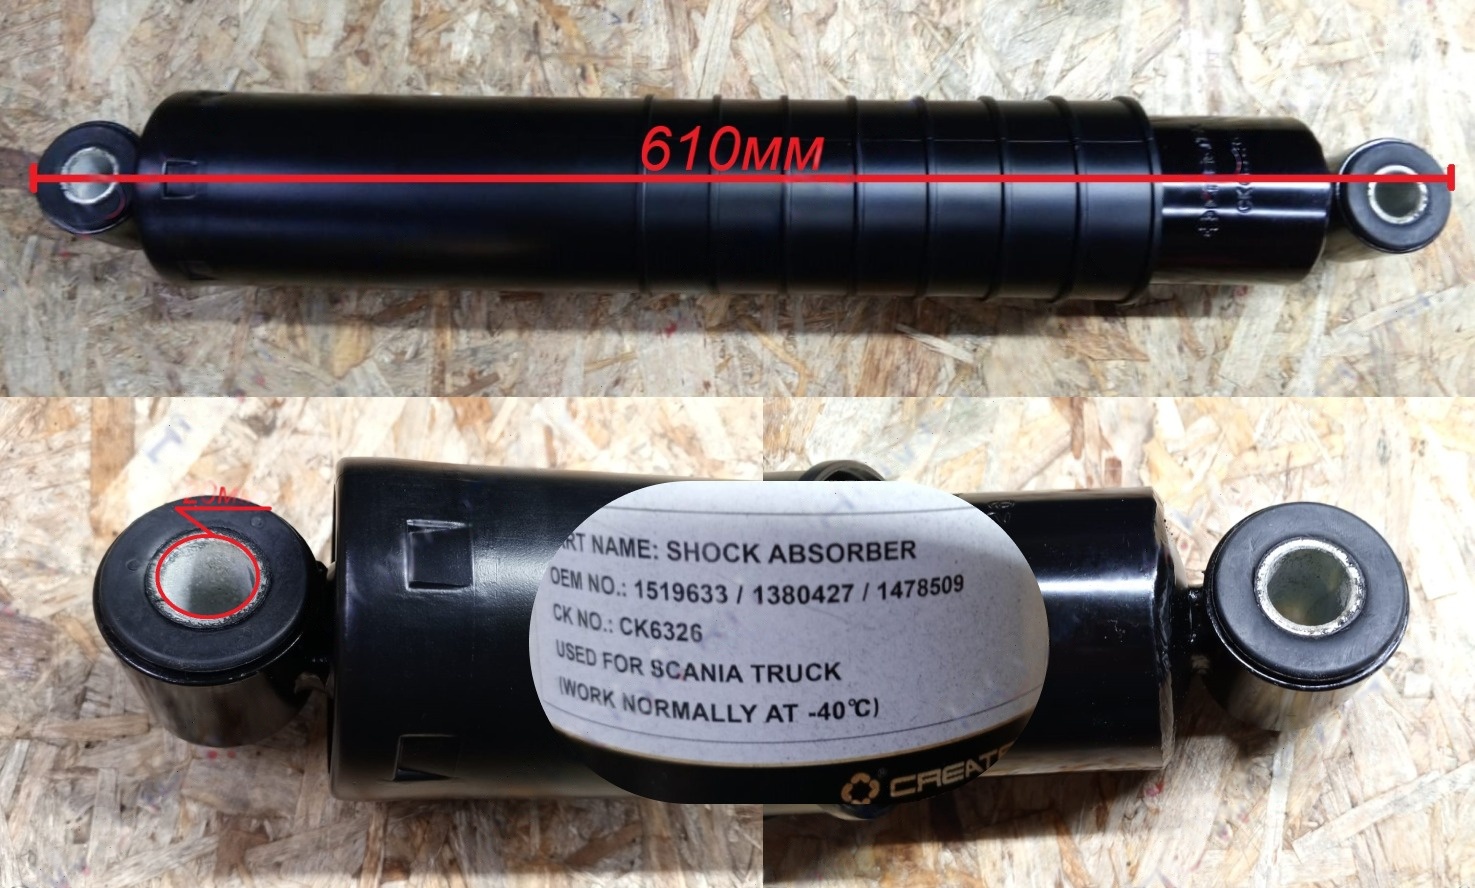 610мм
NAME: SHOCK ABSORBER
OEM NO.: 1519633 / 1380427 / 1478509
CK NO.: CK6326
USED FOR SCANIA TRUCK
(WORK NORMALLY AT -40℃)